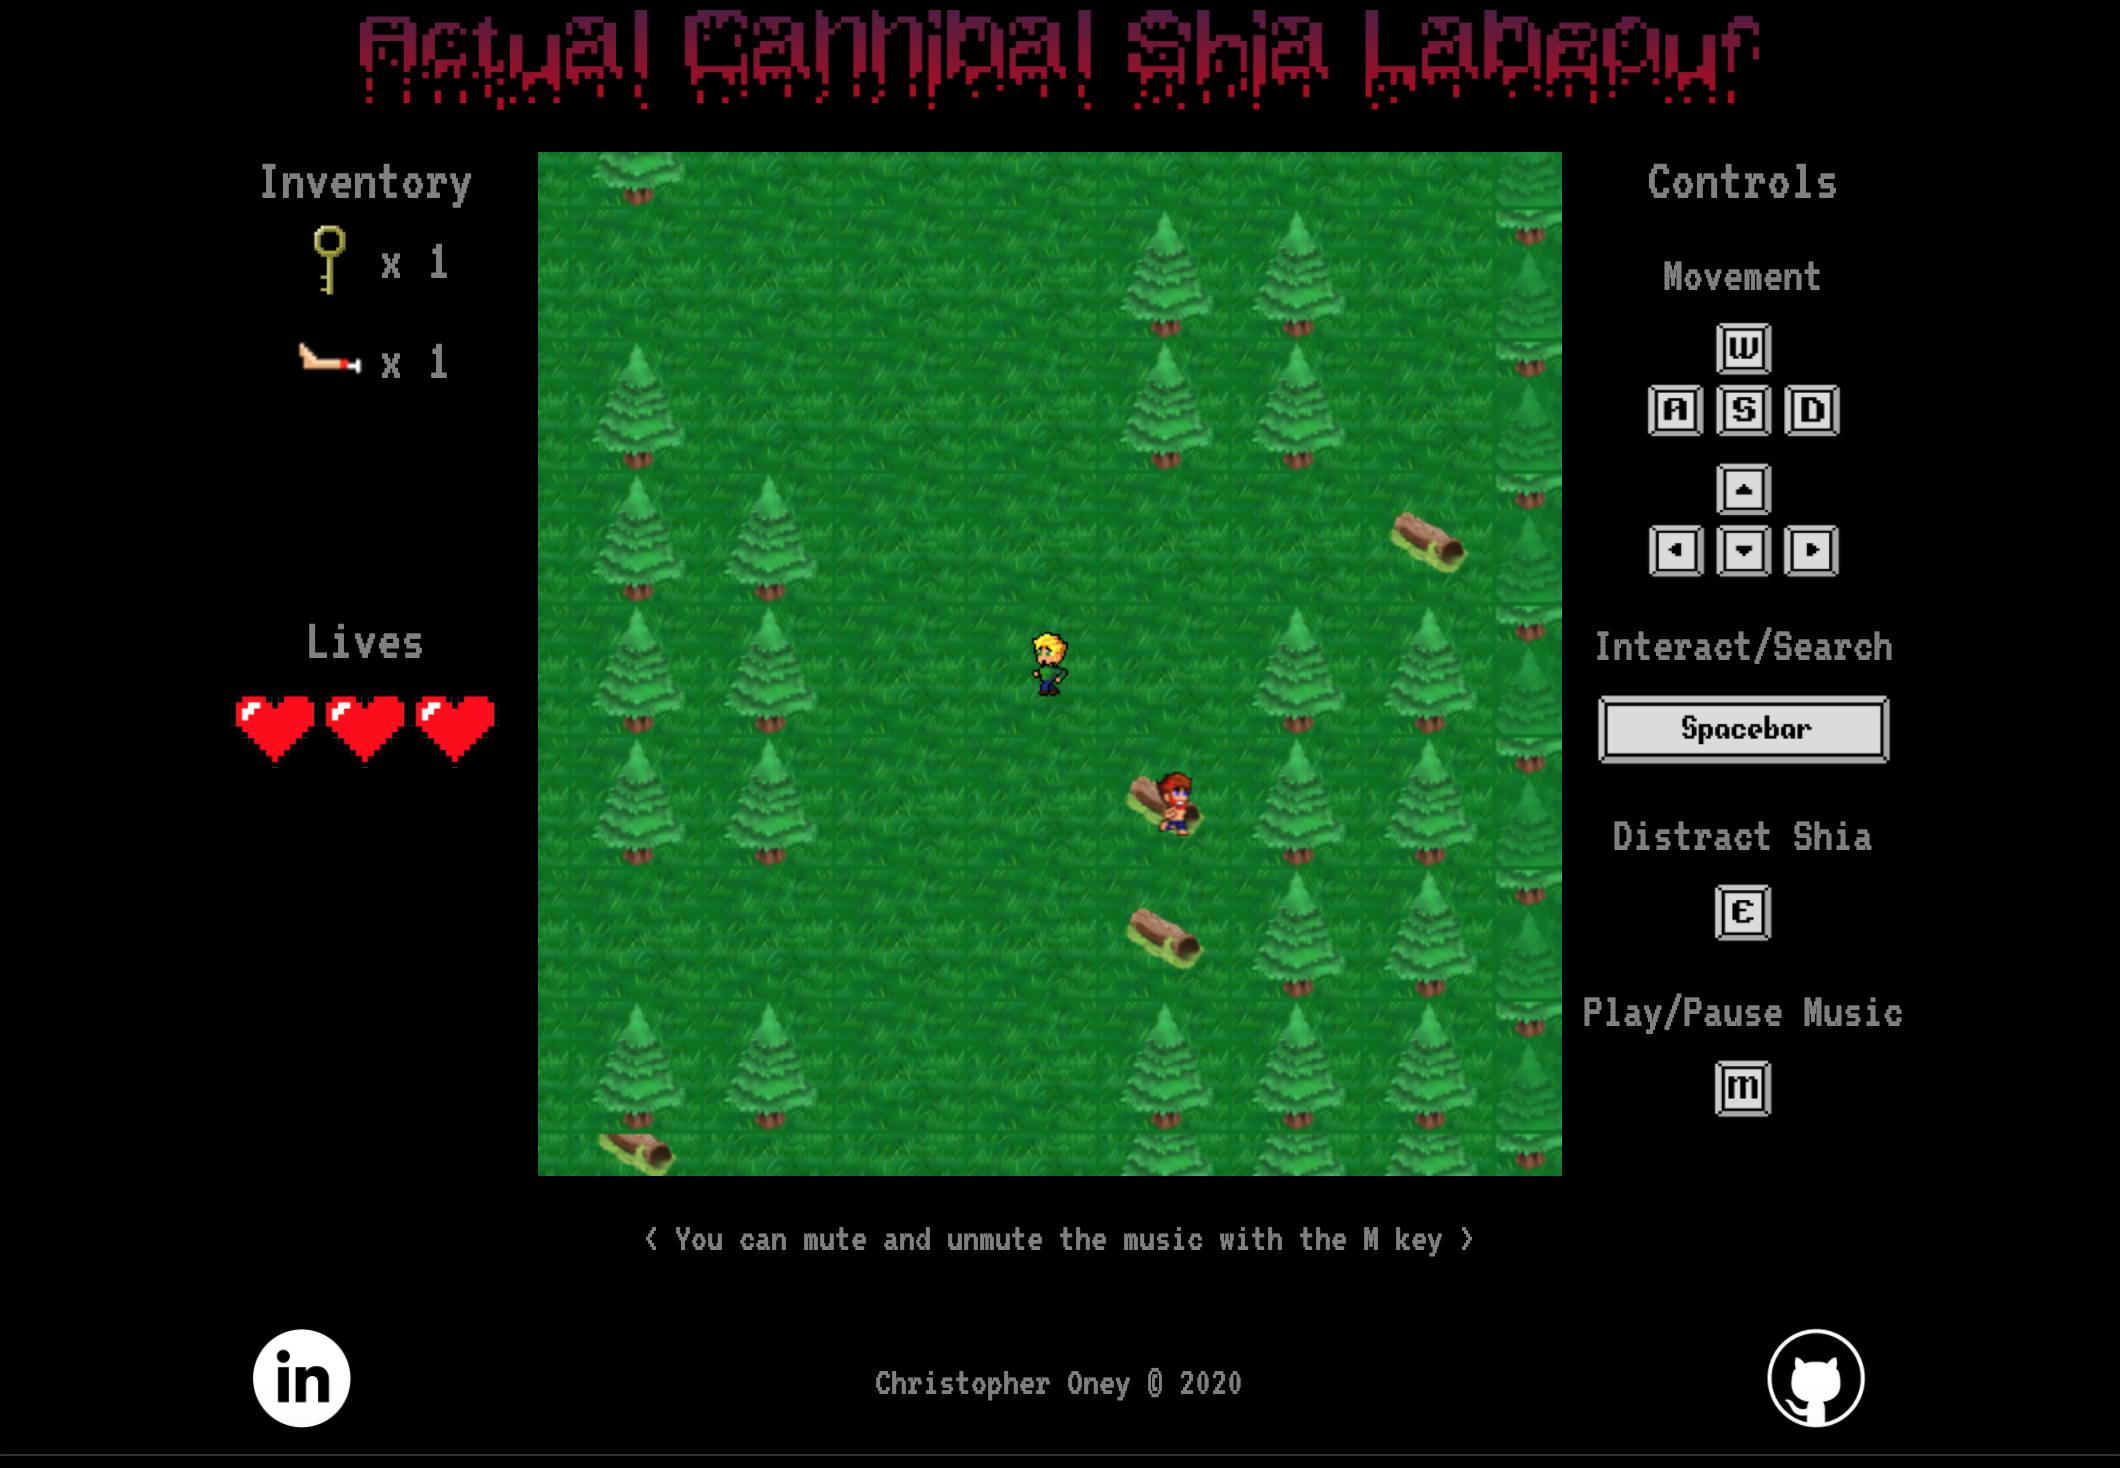 Actual Cannibal Shia Labeouf
Inventory
x 1
x 1
Lives
Controls
Movement
W
A S D
Interact/Search
Spacebar
Distract Shia
E
Play/Pause Music
M
< You can mute and unmute the music with the M key >
in
Christopher Oney © 2020